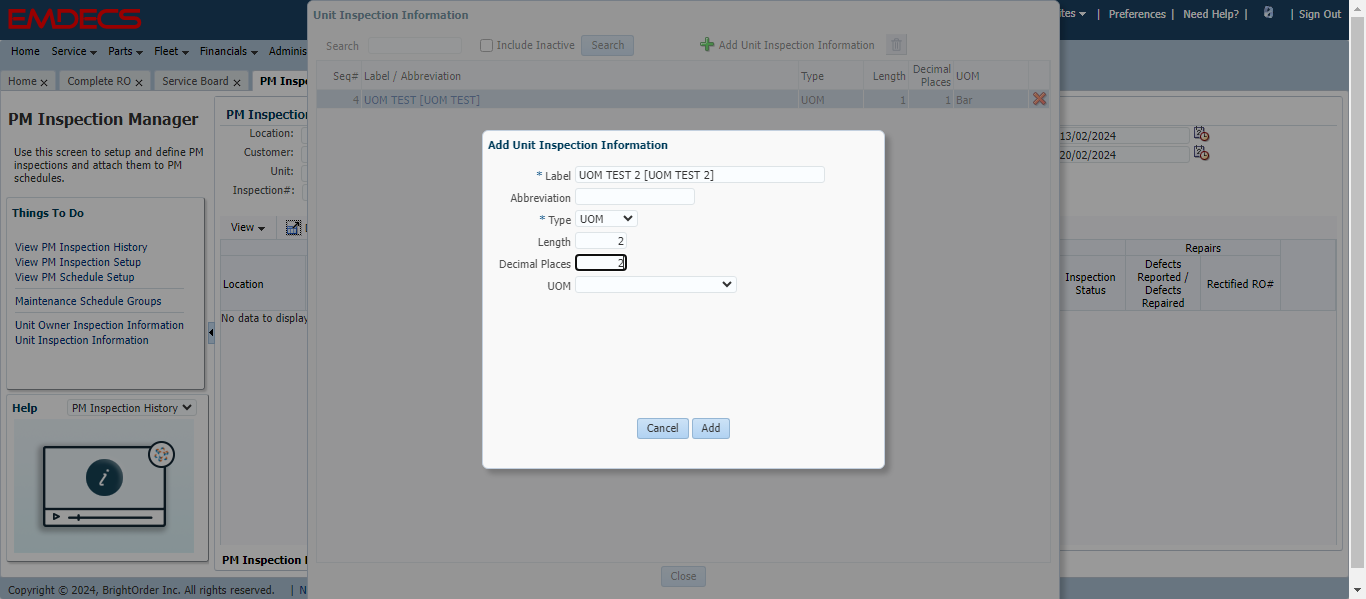 EMDECS
Preferences | Need Help? | | Sign Out
Home Service Parts Fleet Financials Adminis
Home x Complete RO x Service Board x PM Inspe
PM Inspection Manager
Use this screen to setup and define PM
inspections and attach them to PM
schedules.
Things To Do
View PM Inspection History
View PM Inspection Setup
View PM Schedule Setup
Maintenance Schedule Groups
Unit Owner Inspection Information
Unit Inspection Information
Help PM Inspection History
PM Inspection
Location:
Customer:
Unit:
Inspection#:
View
Location
No data to display
PM Inspection
Unit Inspection Information
Search Include Inactive Search Add Unit Inspection Information
Seq# Label / Abbreviation Type Length Decimal Places UOM
4 UOM TEST [UOM TEST] UOM 1 1 Bar
Add Unit Inspection Information
* Label UOM TEST 2 [UOM TEST 2]
Abbreviation
* Type UOM
Length 2
Decimal Places 2
UOM
Cancel Add
Close
13/02/2024
20/02/2024
Repairs
Inspection
Status
Defects
Reported /
Defects
Repaired
Rectified RO#
Copyright © 2024, BrightOrder Inc. All rights reserved. | N